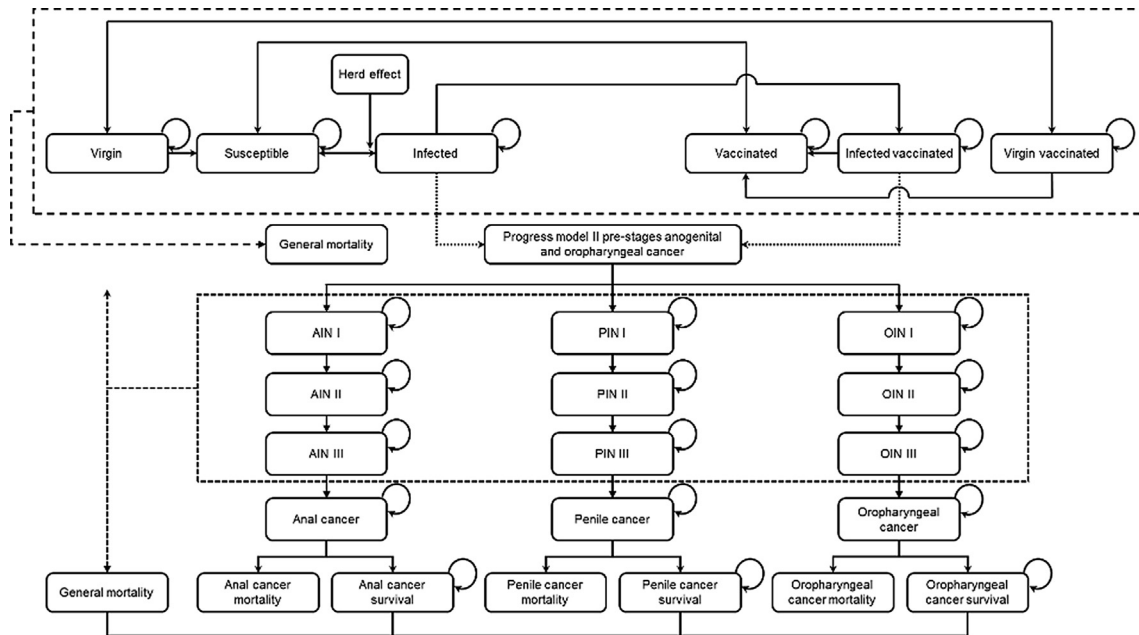 Herd effect
Virgin
Susceptible
Infected
Vaccinated
Infected vaccinated
Virgin vaccinated
General mortality
Progress model II pre-stages anogenital
and oropharyngeal cancer
AIN I
PIN I
OIN I
AIN II
PIN II
OIN II
AIN III
PIN III
OIN III
Anal cancer
Penile cancer
Oropharyngeal
cancer
General mortality
Anal cancer
mortality
Anal cancer
survival
Penile cancer
mortality
Penile cancer
survival
Oropharyngeal
cancer mortality
Oropharyngeal
cancer survival